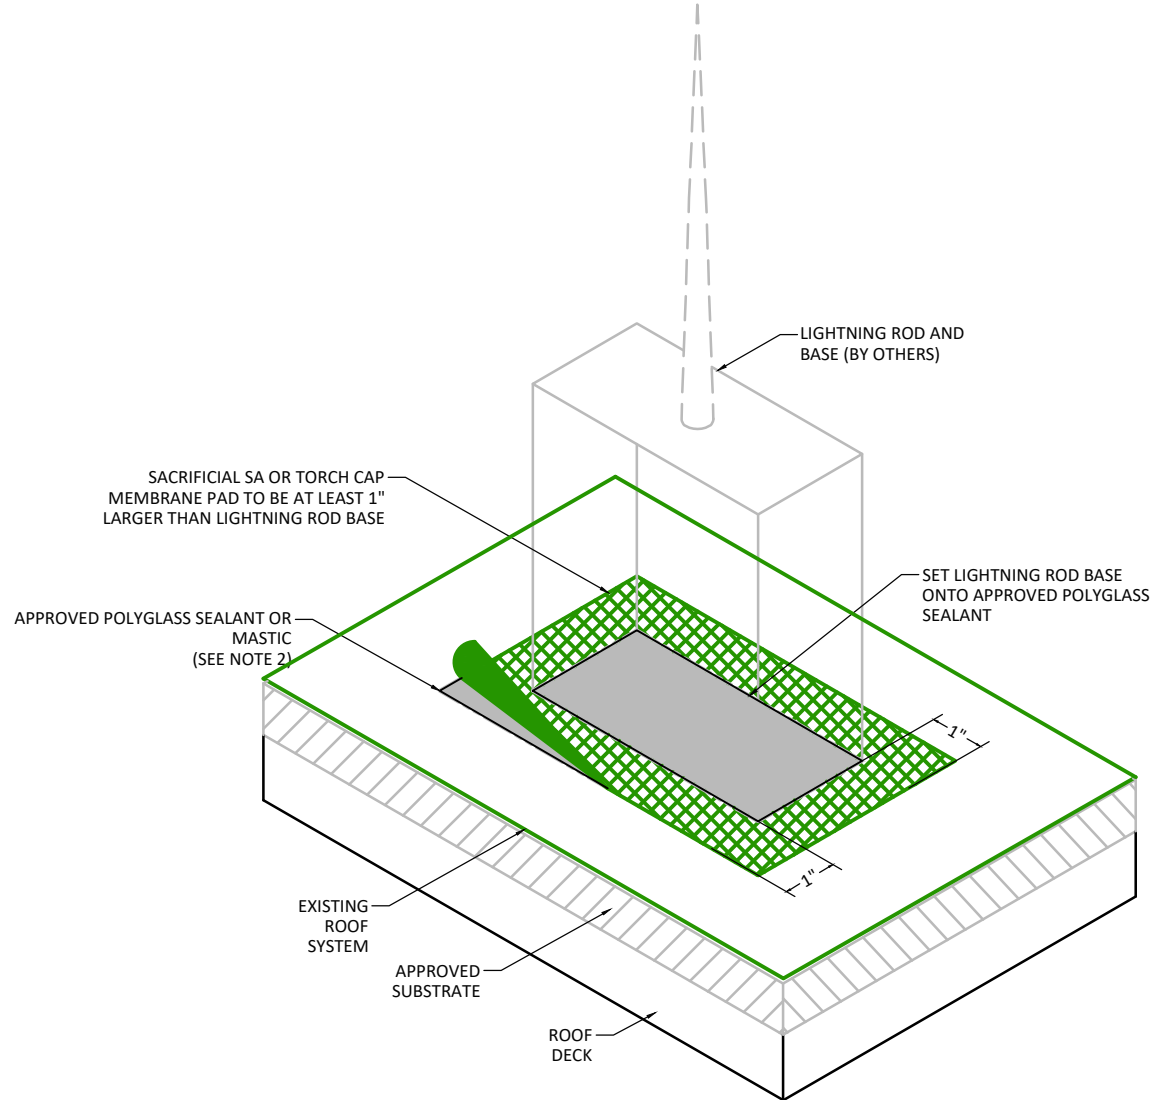 LIGHTNING ROD AND
BASE (BY OTHERS)
SACRIFICIAL SA OR TORCH CAP
MEMBRANE PAD TO BE AT LEAST 1"
LARGER THAN LIGHTNING ROD BASE
SET LIGHTNING ROD BASE
ONTO APPROVED POLYGLASS
SEALANT
APPROVED POLYGLASS SEALANT OR
MASTIC
(SEE NOTE 2)
1"
1"
EXISTING
ROOF
SYSTEM
APPROVED
SUBSTRATE
ROOF
DECK